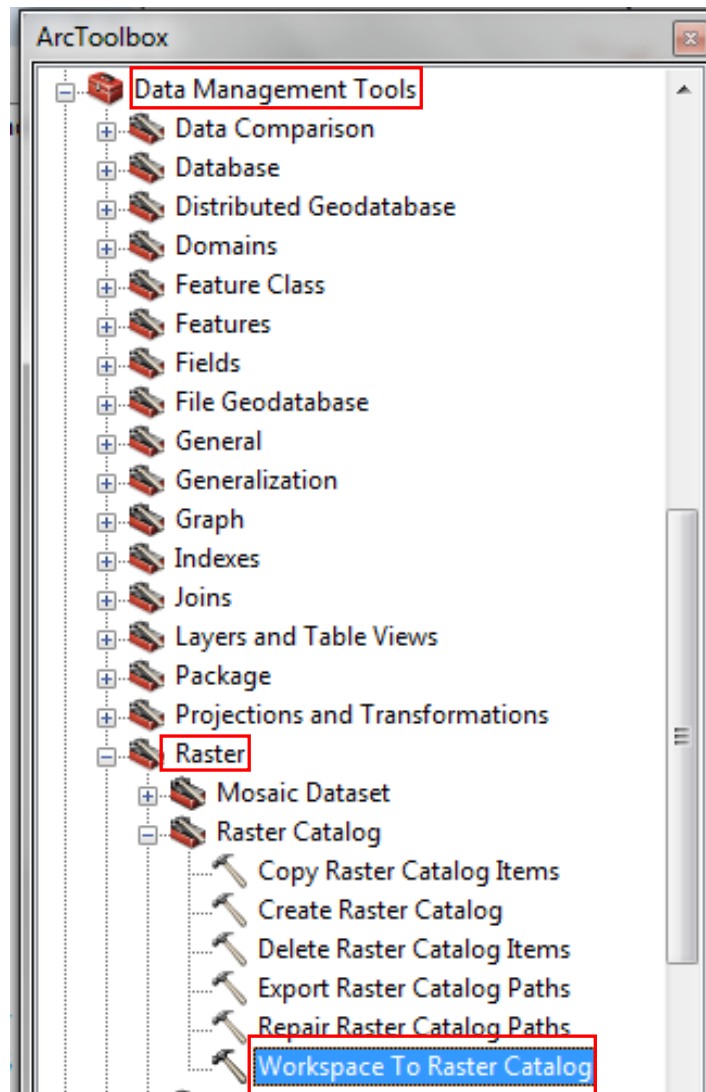 ArcToolbox
Data Management Tools
Data Comparison
Database
Distributed Geodatabase
Domains
Feature Class
Features
Fields
File Geodatabase
General
Generalization
Graph
Indexes
Joins
Layers and Table Views
Package
Projections and Transformations
Raster
Mosaic Dataset
Raster Catalog
Copy Raster Catalog Items
Create Raster Catalog
Delete Raster Catalog Items
Export Raster Catalog Paths
Repair Raster Catalog Paths
Workspace To Raster Catalog